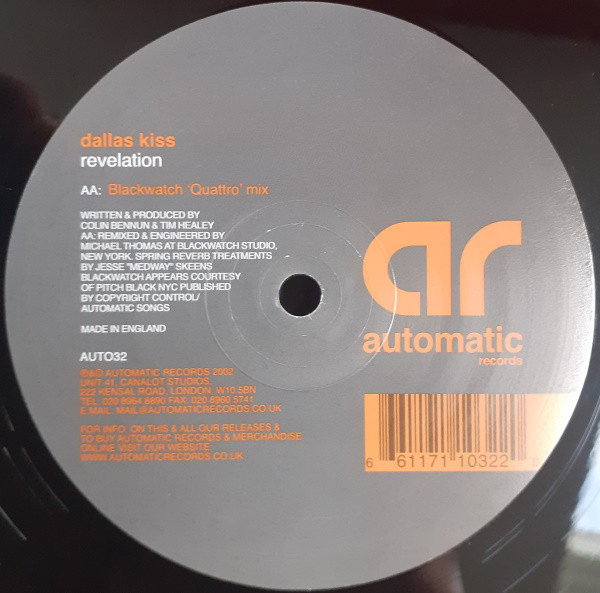 dallas kiss
revelation
AA: Blackwatch 'Quattro' mix
WRITTEN & PRODUCED BY
COLIN BENNUN & TIM HEALEY
AA: REMIXED & ENGINEERED BY
MICHAEL THOMAS AT BLACKWATCH STUDIO,
NEW YORK. SPRING REVERB TREATMENTS
BY JESSE "MEDWAY" SKEENS
BLACKWATCH APPEARS COURTESY
OF PITCH BLACK NYC PUBLISHED
BY COPYRIGHT CONTROL/
AUTOMATIC SONGS
MADE IN ENGLAND
AUTO32
℗&© AUTOMATIC RECORDS 2002
UNIT 41, CANALOT STUDIOS,
222 KENSAL ROAD, LONDON, W10 5BN
TEL: 020 8964 8890 FAX: 020 8960 5741
E-MAIL MAIL@AUTOMATICRECORDS.CO.UK
FOR INFO ON THIS & ALL OUR RELEASES &
TO BUY AUTOMATIC RECORDS & MERCHANDISE
ONLINE VISIT OUR WEBSITE:
WWW.AUTOMATICRECORDS.CO.UK
ar
automatic
records
6 61171 10322